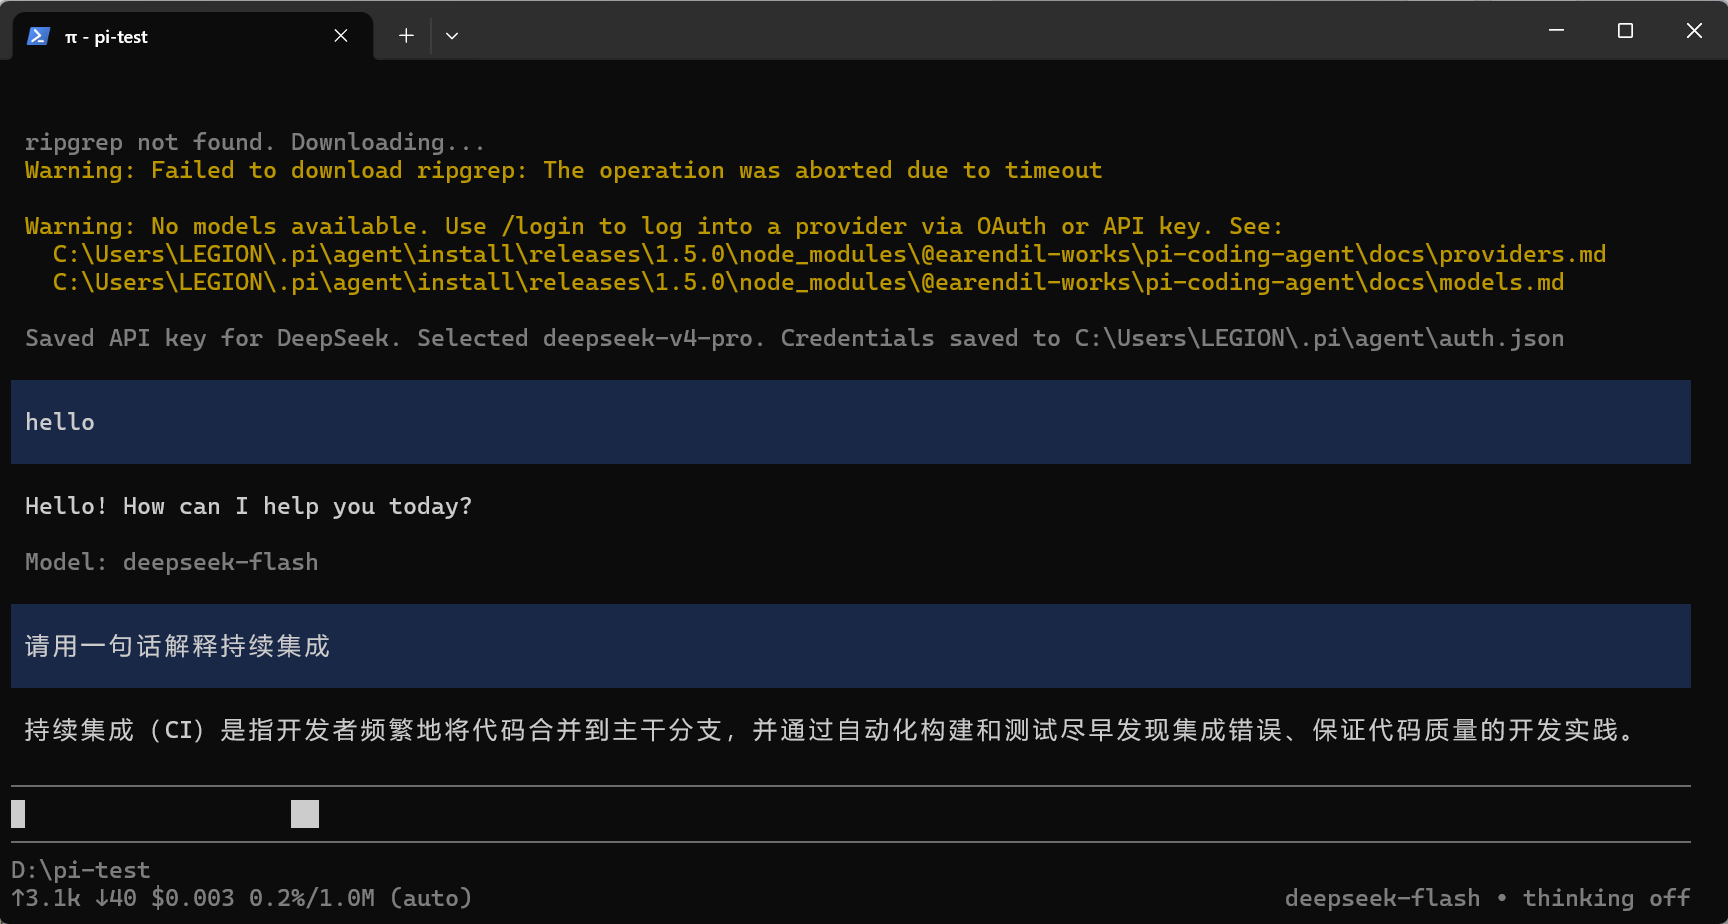 π - pi-test
ripgrep not found. Downloading...
Warning: Failed to download ripgrep: The operation was aborted due to timeout
Warning: No models available. Use /login to log into a provider via OAuth or API key. See:
C:\Users\LEGION\.pi\agent\install\releases\1.5.0\node_modules\@earendil-works\pi-coding-agent\docs\providers.md
C:\Users\LEGION\.pi\agent\install\releases\1.5.0\node_modules\@earendil-works\pi-coding-agent\docs\models.md
Saved API key for DeepSeek. Selected deepseek-v4-pro. Credentials saved to C:\Users\LEGION\.pi\agent\auth.json
hello
Hello! How can I help you today?
Model: deepseek-flash
请用一句话解释持续集成
持续集成（CI）是指开发者频繁地将代码合并到主干分支，并通过自动化构建和测试尽早发现集成错误、保证代码质量的开发实践。
D:\pi-test
↑3.1k ↓40 $0.003 0.2%/1.0M (auto) deepseek-flash • thinking off